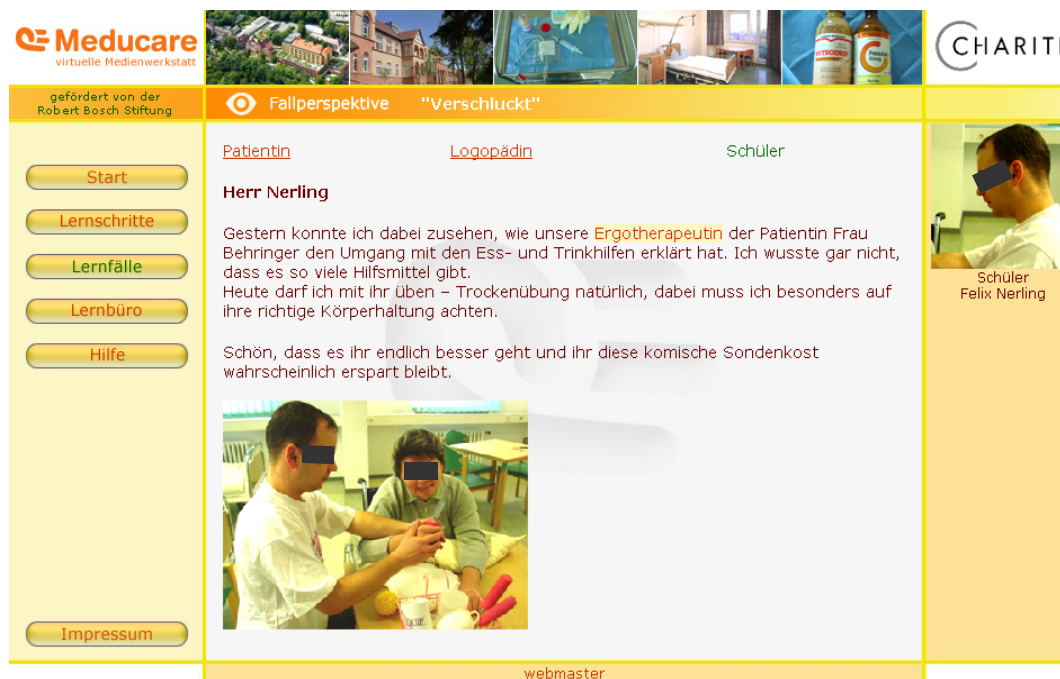 Meducare
virtuelle Medienwerkstatt
CHARIT
gefördert von der
Robert Bosch Stiftung
Fallperspektive "Verschluckt"
Start
Lernschritte
Lernfälle
Lernbüro
Hilfe
Impressum
Patientin Logopädin Schüler
Herr Nerling
Gestern konnte ich dabei zusehen, wie unsere Ergotherapeutin der Patientin Frau
Behringer den Umgang mit den Ess- und Trinkhilfen erklärt hat. Ich wusste gar nicht,
dass es so viele Hilfsmittel gibt.
Heute darf ich mit ihr üben – Trockenübung natürlich, dabei muss ich besonders auf
ihre richtige Körperhaltung achten.
Schön, dass es ihr endlich besser geht und ihr diese komische Sondenkost
wahrscheinlich erspart bleibt.
Schüler
Felix Nerling
webmaster